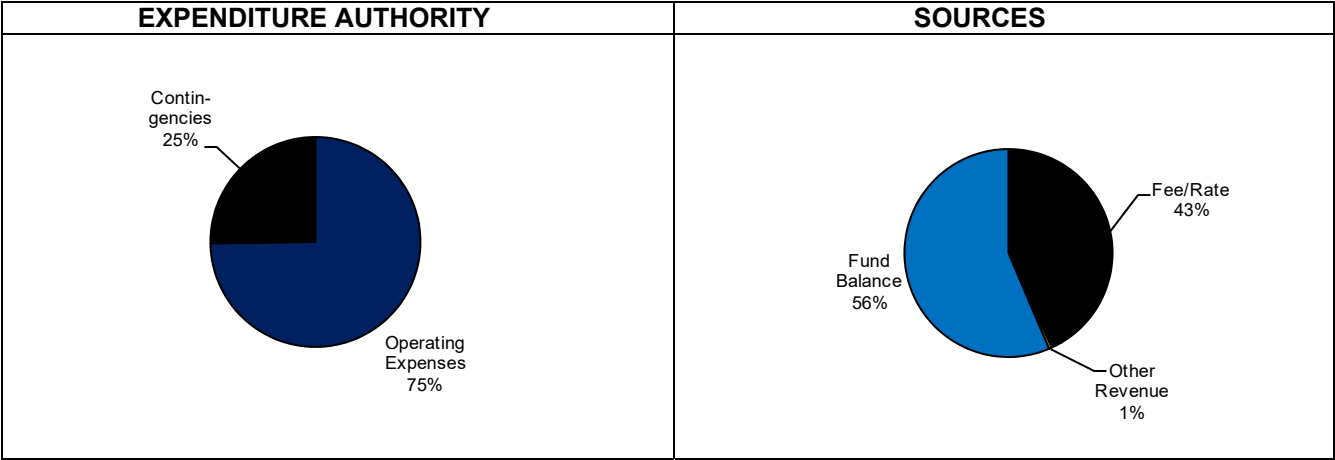 EXPENDITURE AUTHORITY
Contin-
gencies
25%
Operating
Expenses
75%
SOURCES
Fee/Rate
43%
Fund
Balance
56%
Other
Revenue
1%